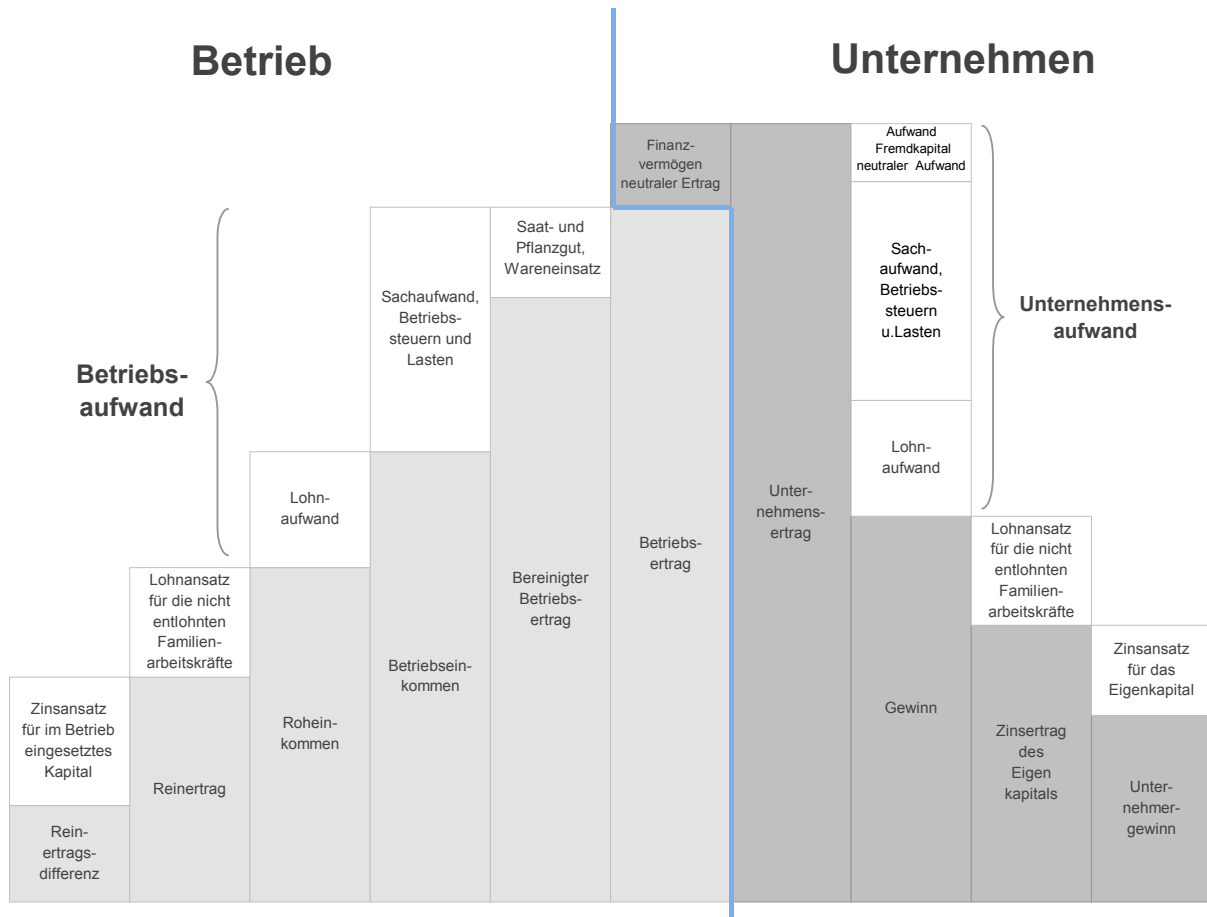 Betrieb
Unternehmen
Betriebs-
aufwand
Zinsansatz
für im Betrieb
eingesetztes
Kapital
Rein-
ertrags-
differenz
Lohnansatz
für die nicht
entlohnten
Familien-
arbeitskräfte
Reinertrag
Lohn-
aufwand
Rohein-
kommen
Sachaufwand,
Betriebs-
steuern und
Lasten
Betriebsein-
kommen
Saat- und
Pflanzgut,
Wareneinsatz
Bereinigter
Betriebs-
ertrag
Finanz-
vermögen
neutraler Ertrag
Betriebs-
ertrag
Unter-
nehmens-
ertrag
Aufwand
Fremdkapital
neutraler Aufwand
Sach-
aufwand,
Betriebs-
steuern
u.Lasten
Lohn-
aufwand
Gewinn
Unternehmens-
aufwand
Lohnansatz
für die nicht
entlohnten
Familien-
arbeitskräfte
Zinsertrag
des
Eigen
kapitals
Zinsansatz
für das
Eigenkapital
Unter-
nehmer-
gewinn